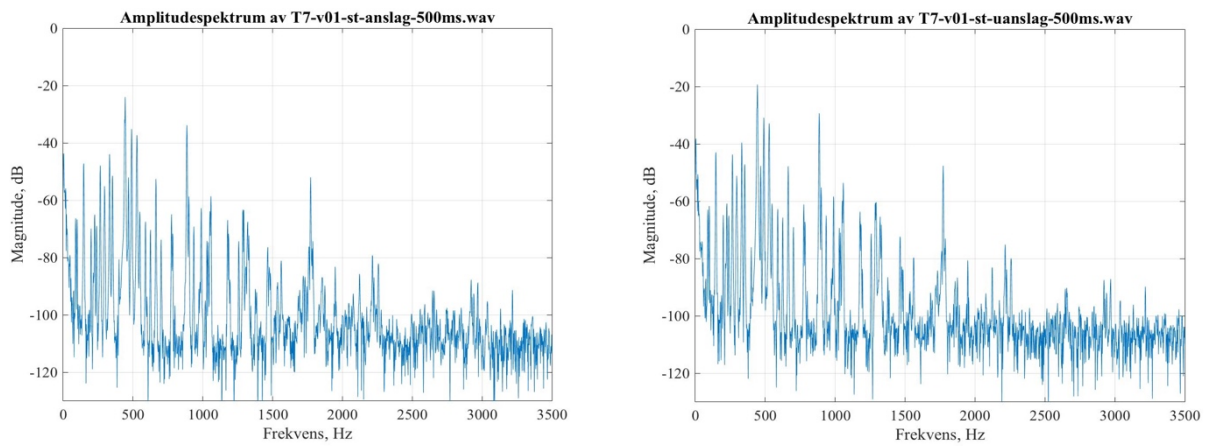 Amplitudespektrum av T7-v01-st-anslag-500ms.wav
0
-20
-40
-60
-80
-100
-120
Magnitude, dB
0 500 1000 1500 2000 2500 3000 3500
Frekvens, Hz
Amplitudespektrum av T7-v01-st-uanslag-500ms.wav
0
-20
-40
-60
-80
-100
-120
Magnitude, dB
0 500 1000 1500 2000 2500 3000 3500
Frekvens, Hz